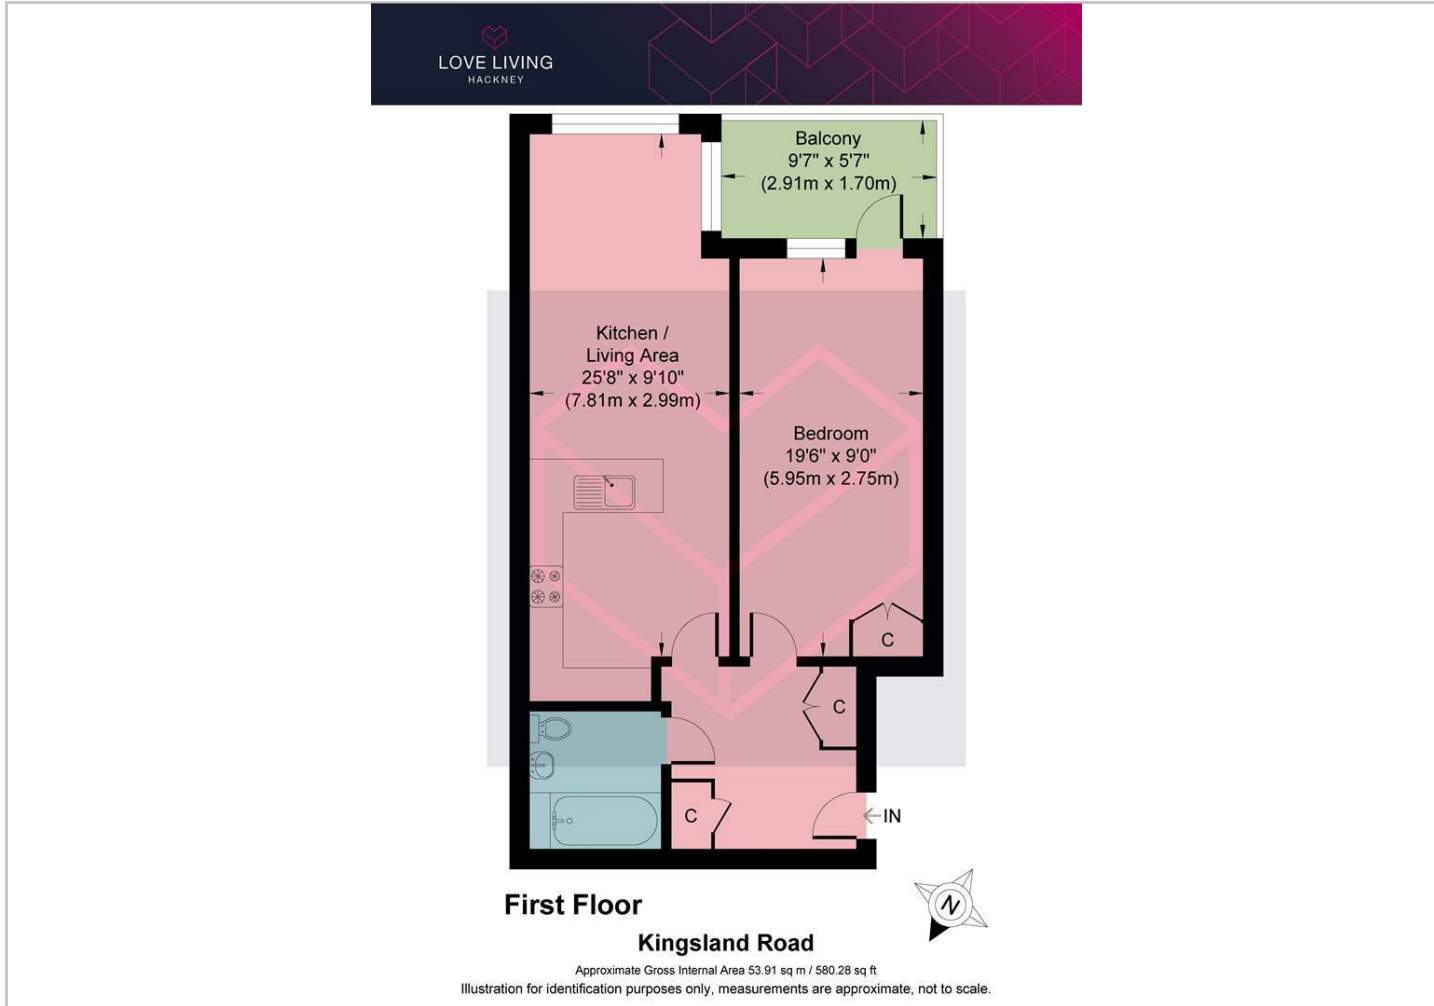 LOVE LIVING
HACKNEY
Balcony
9'7" x 5'7"
(2.91m x 1.70m)
Kitchen /
Living Area
25'8" x 9'10"
(7.81m x 2.99m)
Bedroom
19'6" x 9'0"
(5.95m x 2.75m)
C
C
C
IN
N
First Floor
Kingsland Road
Approximate Gross Internal Area 53.91 sq m / 580.28 sq ft
Illustration for identification purposes only, measurements are approximate, not to scale.